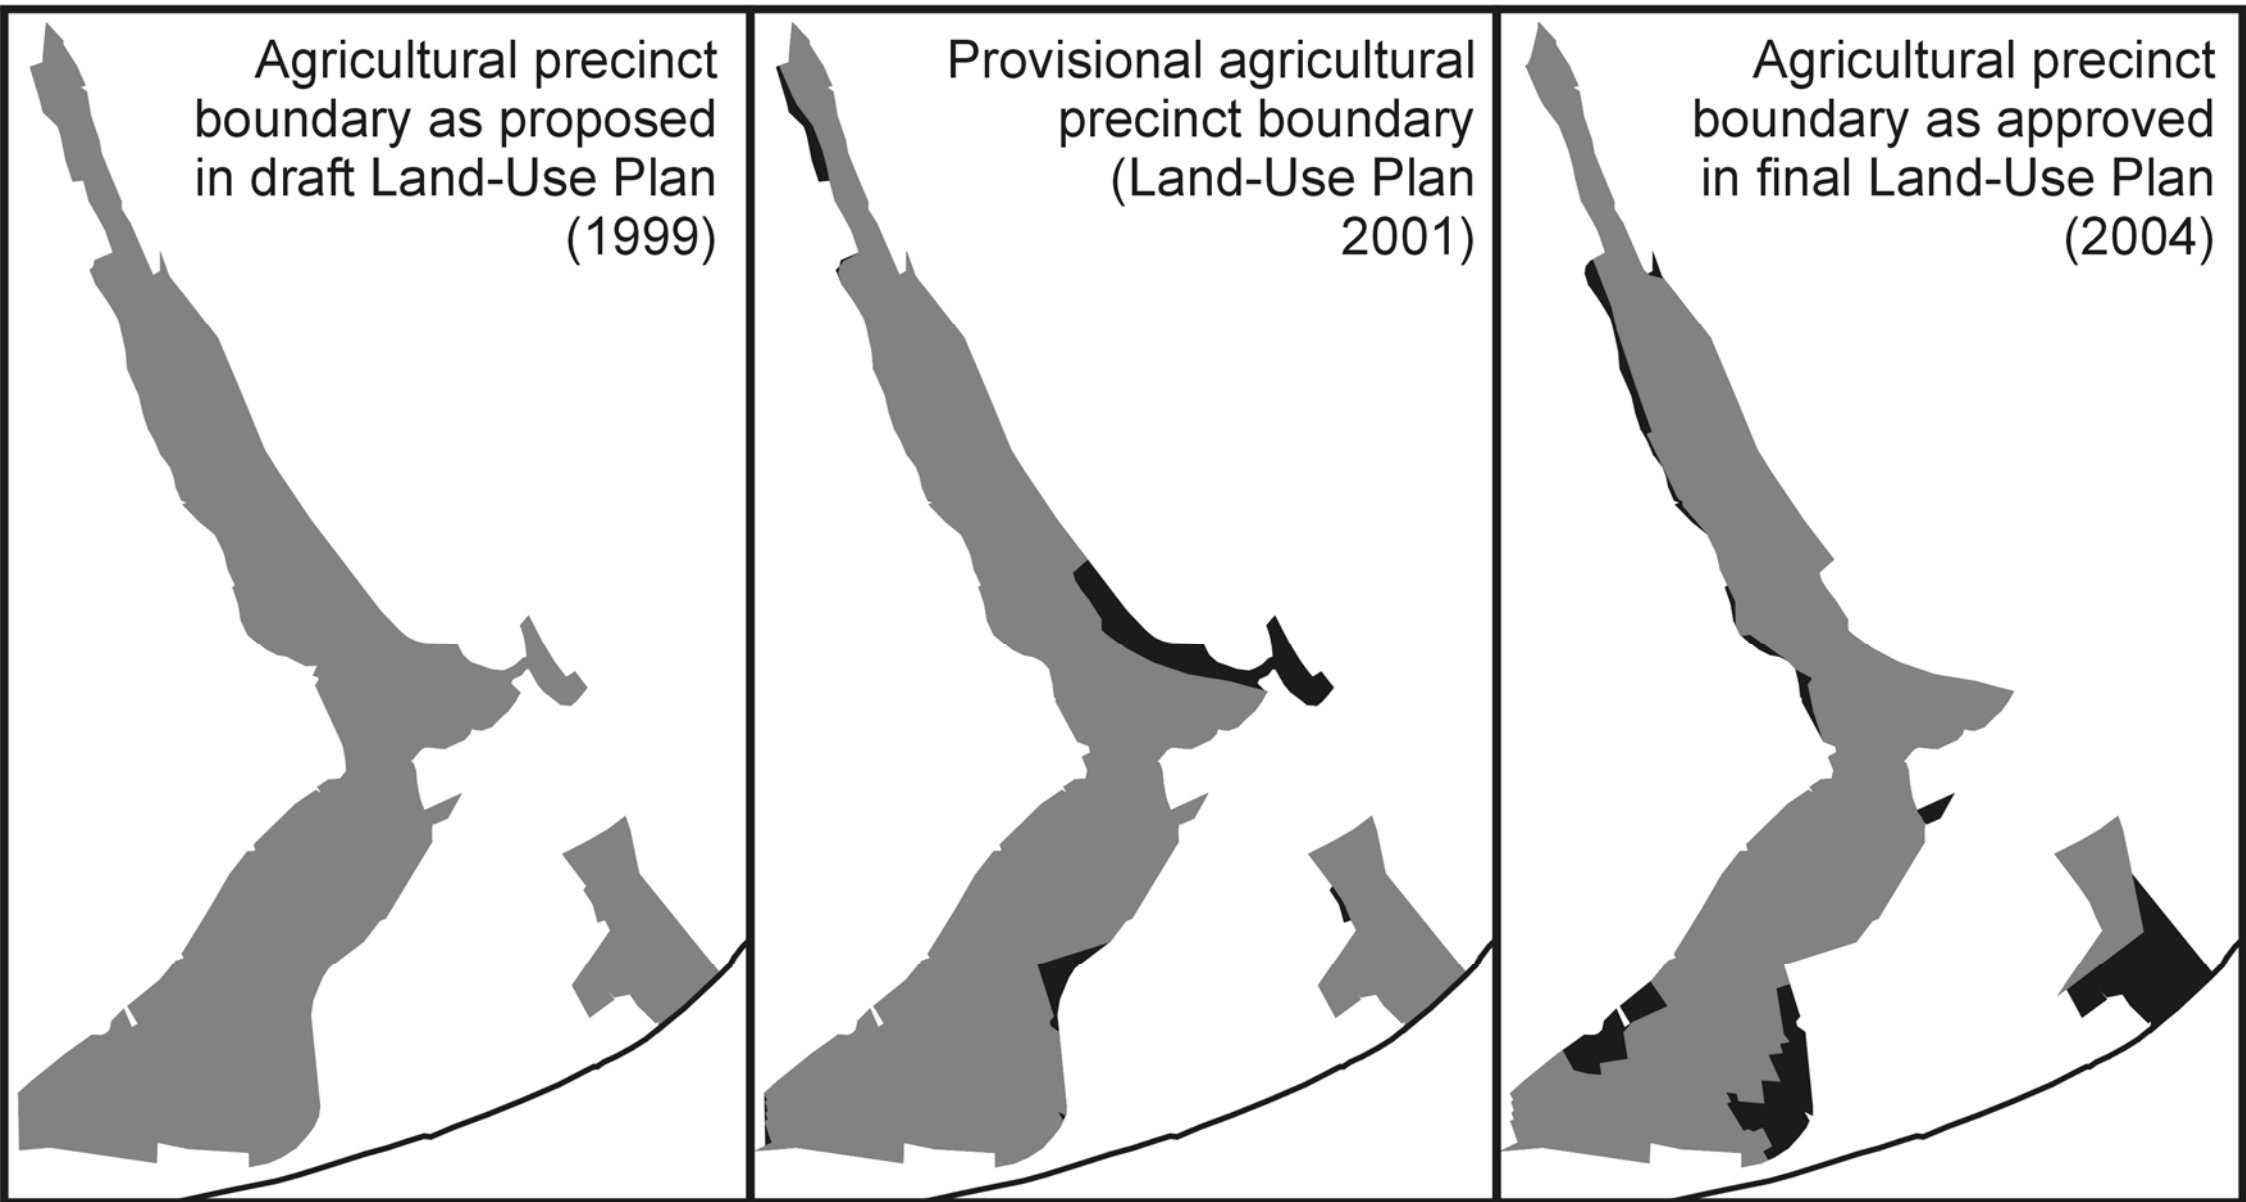 Agricultural precinct
boundary as proposed
in draft Land-Use Plan
(1999)
Provisional agricultural
precinct boundary
(Land-Use Plan
2001)
Agricultural precinct
boundary as approved
in final Land-Use Plan
(2004)